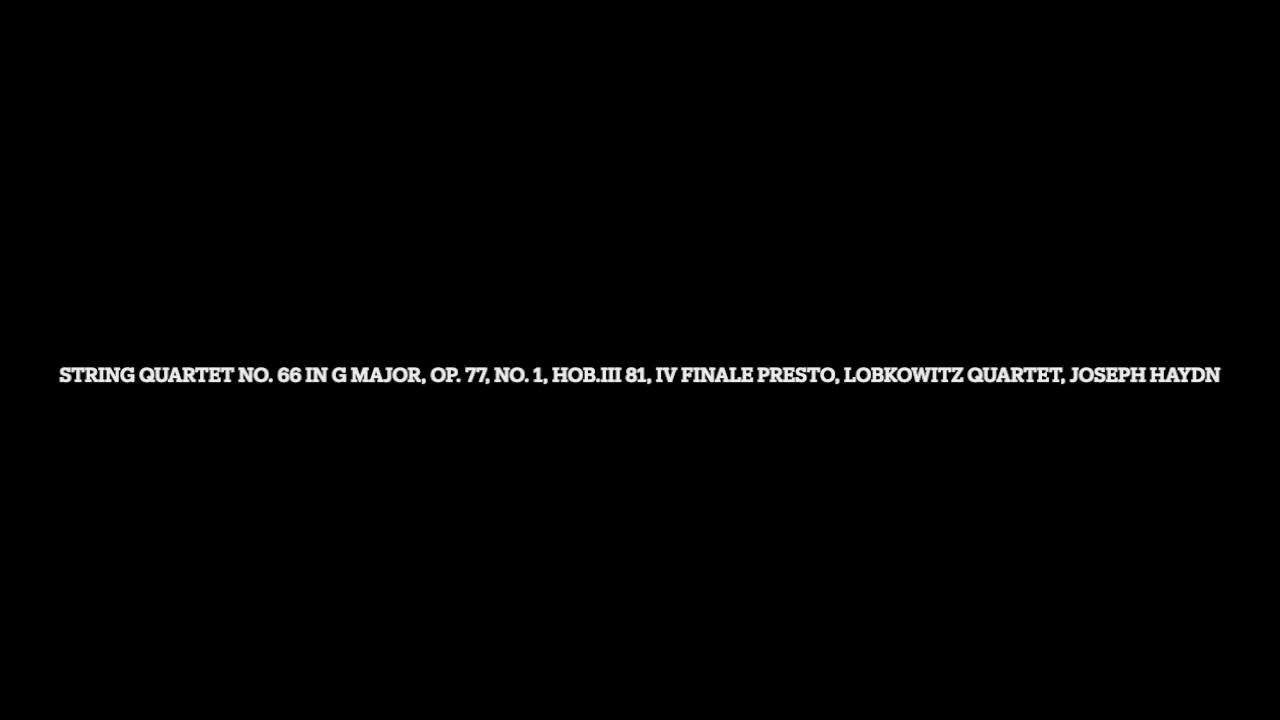 STRING QUARTET NO. 66 IN G MAJOR, OP. 77, NO. 1, HOB.III 81, IV FINALE PRESTO, LOBKOWITZ QUARTET, JOSEPH HAYDN